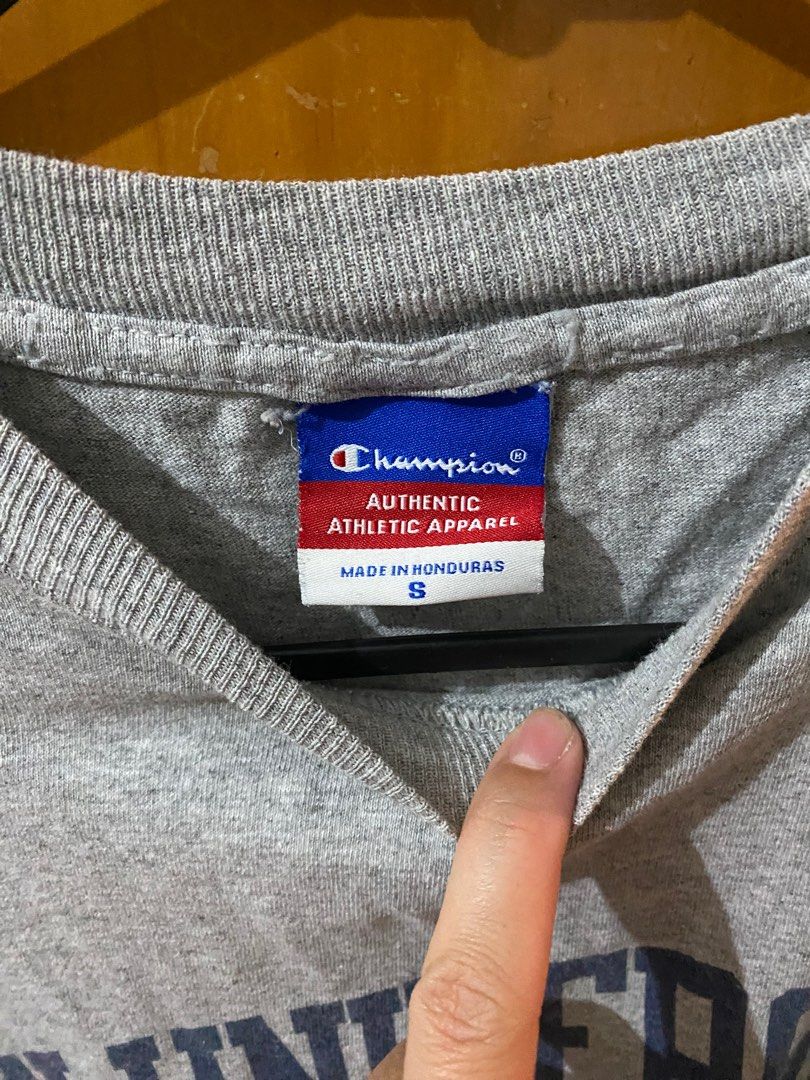 Champion®
AUTHENTIC
ATHLETIC APPAREL
MADE IN HONDURAS
S